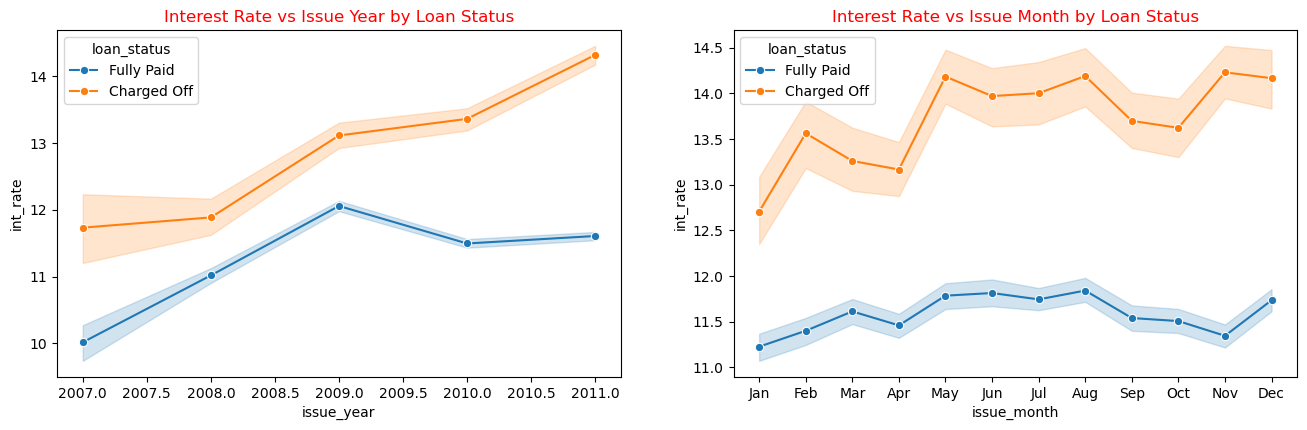 Interest Rate vs Issue Year by Loan Status
loan_status
Fully Paid
Charged Off
14
13
12
11
10
int_rate
2007.0 2007.5 2008.0 2008.5 2009.0 2009.5 2010.0 2010.5 2011.0
issue_year
Interest Rate vs Issue Month by Loan Status
loan_status
Fully Paid
Charged Off
14.5
14.0
13.5
13.0
12.5
12.0
11.5
11.0
int_rate
Jan Feb Mar Apr May Jun Jul Aug Sep Oct Nov Dec
issue_month